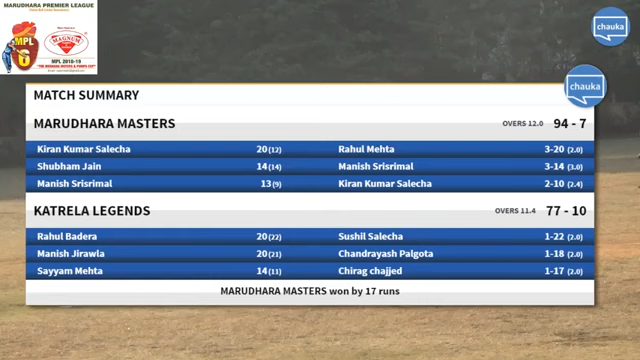 MARUDHARA PREMIER LEAGUE
MPL
6
MAGNUM
MPL 2018-19
chauka
chauka
MATCH SUMMARY
MARUDHARA MASTERS OVERS 12.0 94 - 7
Kiran Kumar Salecha 20 (12) Rahul Mehta 3-20 (2.0)
Shubham Jain 14 (14) Manish Srisrimal 3-14 (3.0)
Manish Srisrimal 13 (9) Kiran Kumar Salecha 2-10 (2.4)
KATRELA LEGENDS OVERS 11.4 77 - 10
Rahul Badera 20 (22) Sushil Salecha 1-22 (2.0)
Manish Jirawla 20 (21) Chandrayash Palgota 1-18 (2.0)
Sayyam Mehta 14 (11) Chirag chajjed 1-17 (2.0)
MARUDHARA MASTERS won by 17 runs